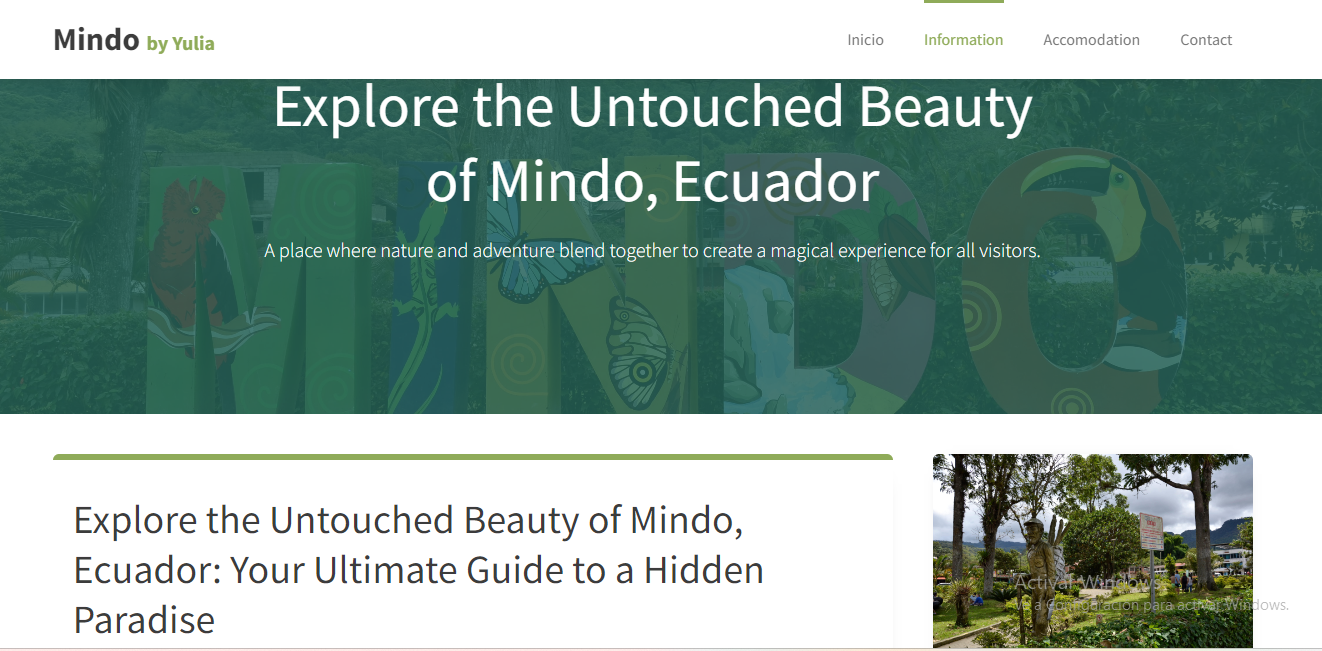 Mindo by Yulia
Inicio
Information
Accomodation
Contact
Explore the Untouched Beauty
of Mindo, Ecuador
A place where nature and adventure blend together to create a magical experience for all visitors.
MINDO
Explore the Untouched Beauty of Mindo,
Ecuador: Your Ultimate Guide to a Hidden
Paradise
Activar Windows
Ve a Configuración para activar Windows.